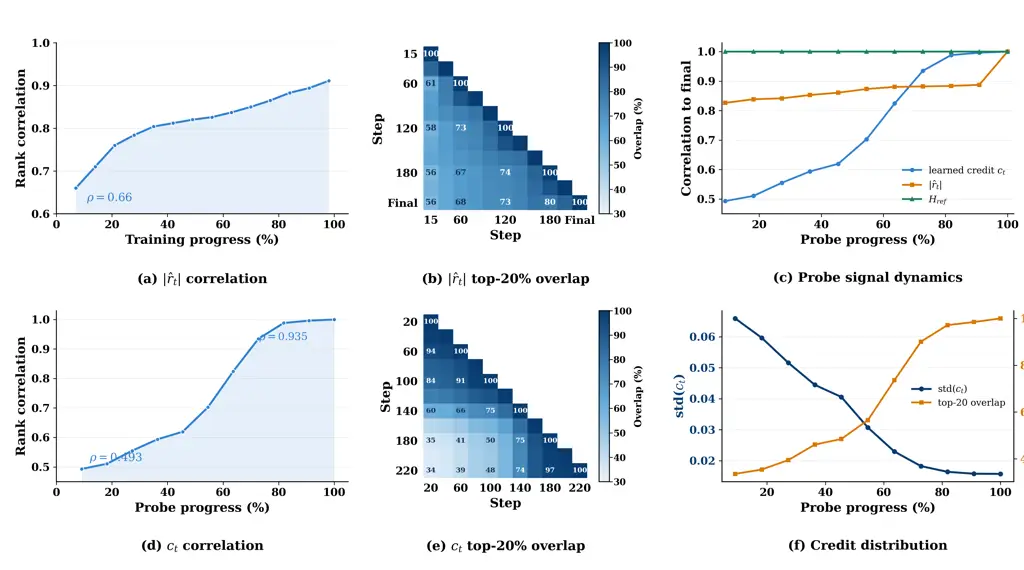 1.0
0.9
0.8
0.7
0.6
0 20 40 60 80 100
Rank correlation
ρ = 0.66
Training progress (%)
(a) |r̂ₜ| correlation
15
60
120
180
Final
Step
100
61 100
58 73 100
56 67 74 100
56 68 73 80 100
15 60 120 180 Final
Step
100
90
80
70
60
50
40
30
Overlap (%)
(b) |r̂ₜ| top-20% overlap
1.0
0.9
0.8
0.7
0.6
0.5
Correlation to final
learned credit cₜ
|r̂ₜ|
H_ref
20 40 60 80 100
Probe progress (%)
(c) Probe signal dynamics
1.0
0.9
0.8
0.7
0.6
0.5
Rank correlation
ρ = 0.935
ρ = 0.493
0 20 40 60 80 100
Probe progress (%)
(d) cₜ correlation
20
60
100
140
180
220
Step
100
94 100
84 91 100
60 66 75 100
35 41 50 75 100
34 39 48 74 97 100
20 60 100 140 180 220
Step
100
90
80
70
60
50
40
30
Overlap (%)
(e) cₜ top-20% overlap
0.06
0.05
0.04
0.03
0.02
std(cₜ)
std(cₜ)
top-20 overlap
20 40 60 80 100
Probe progress (%)
(f) Credit distribution